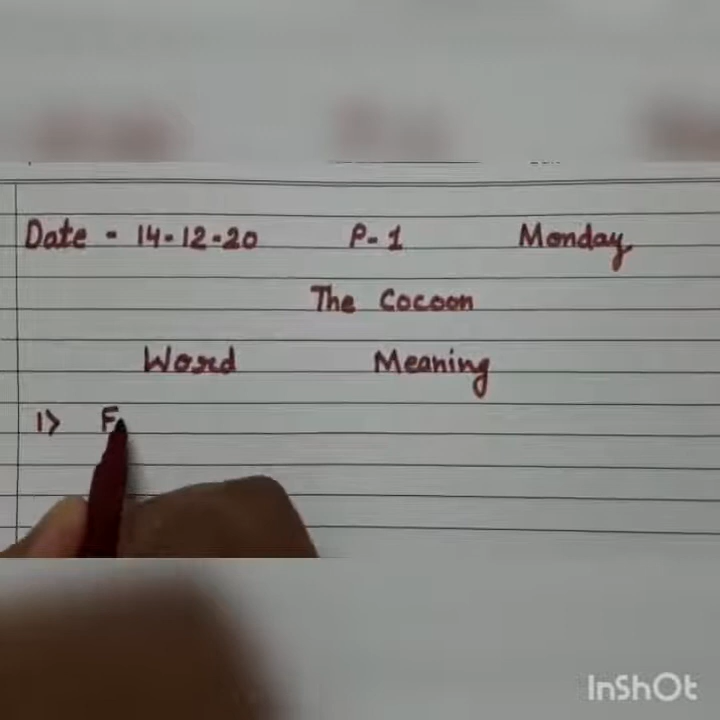 Date - 14-12-20 P-1 Monday
The Cocoon
Word Meaning
1> F
InShOt